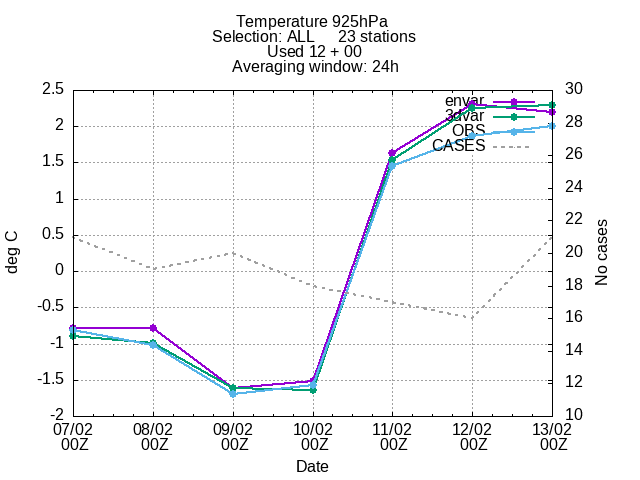 Temperature 925hPa
Selection: ALL 23 stations
Used 12 + 00
Averaging window: 24h
2.5
2
1.5
1
0.5
0
-0.5
-1
-1.5
-2
deg C
30
28
26
24
22
20
18
16
14
12
10
No cases
envar
3dvar
OBS
CASES
07/02 08/02 09/02 10/02 11/02 12/02 13/02
00Z 00Z 00Z 00Z 00Z 00Z 00Z
Date